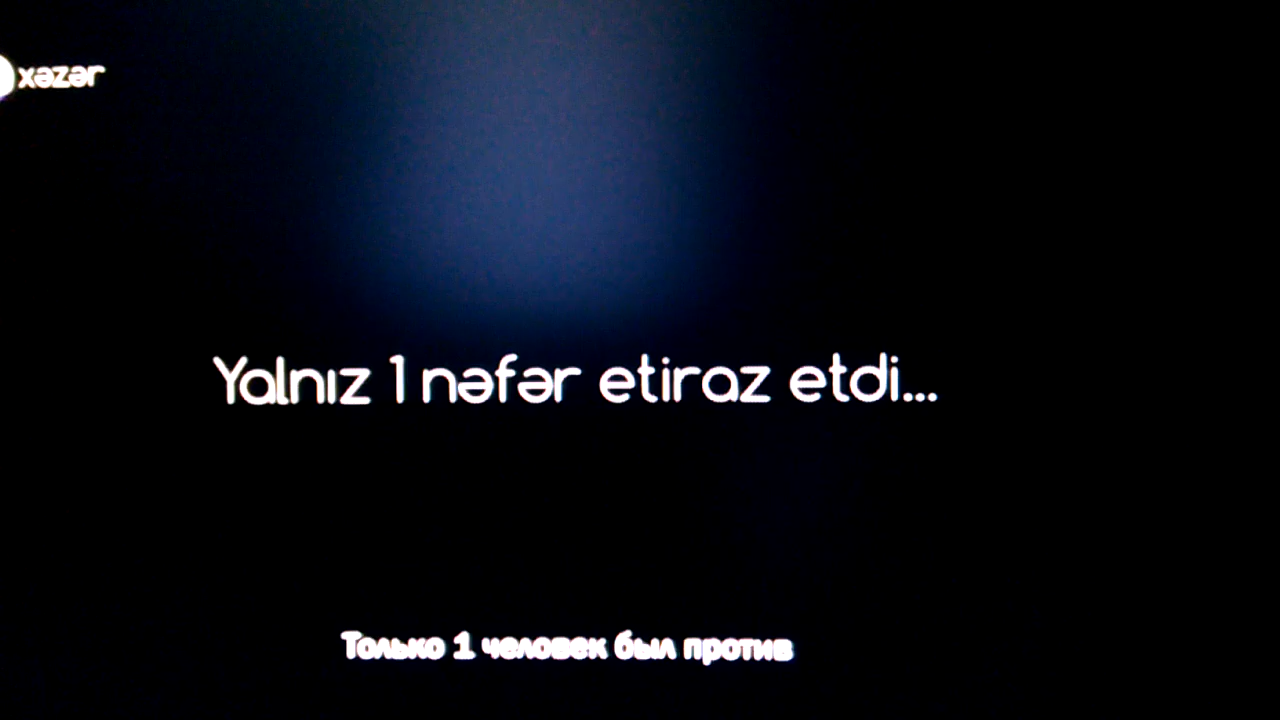 xəzər
Yalnız 1 nəfər etiraz etdi...
Только 1 человек был против